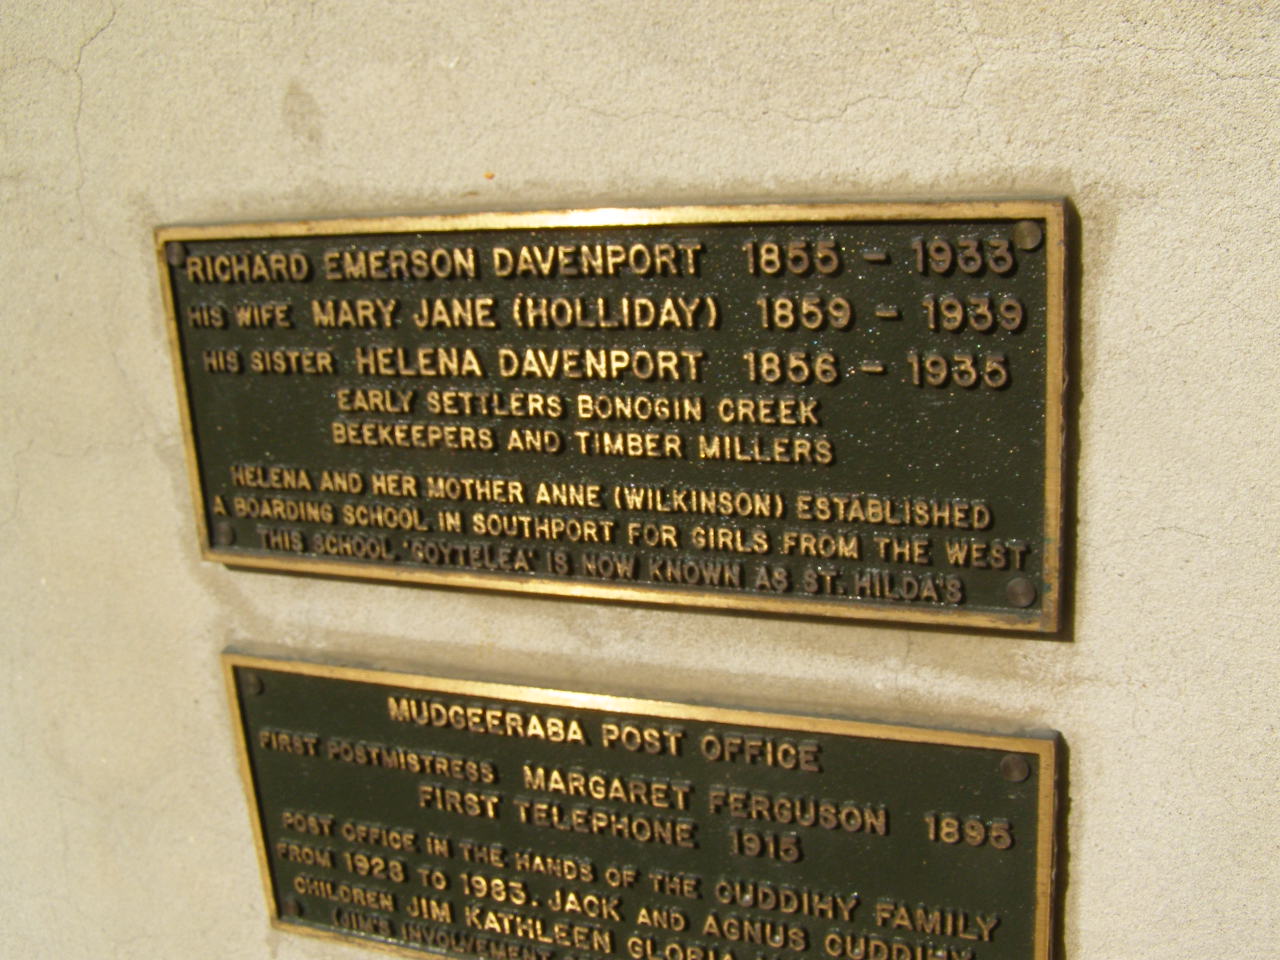 RICHARD EMERSON DAVENPORT 1855 – 1933
HIS WIFE MARY JANE (HOLLIDAY) 1859 – 1939
HIS SISTER HELENA DAVENPORT 1856 – 1935
EARLY SETTLERS BONOGIN CREEK
BEEKEEPERS AND TIMBER MILLERS
HELENA AND HER MOTHER ANNE (WILKINSON) ESTABLISHED
A BOARDING SCHOOL IN SOUTHPORT FOR GIRLS FROM THE WEST
THIS SCHOOL 'GOYTELEA' IS NOW KNOWN AS ST. HILDA'S
MUDGEERABA POST OFFICE
FIRST POSTMISTRESS MARGARET FERGUSON 1895
FIRST TELEPHONE 1915
POST OFFICE IN THE HANDS OF THE CUDDIHY FAMILY
FROM 1928 TO 1983. JACK AND AGNUS CUDDIHY
CHILDREN JIM KATHLEEN GLORIA
(JIM'S INVOLVEMENT